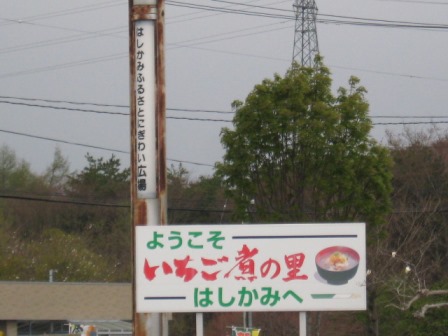 はしかみふるさとにぎわい広場
ようこそ
いちご煮の里
はしかみへ